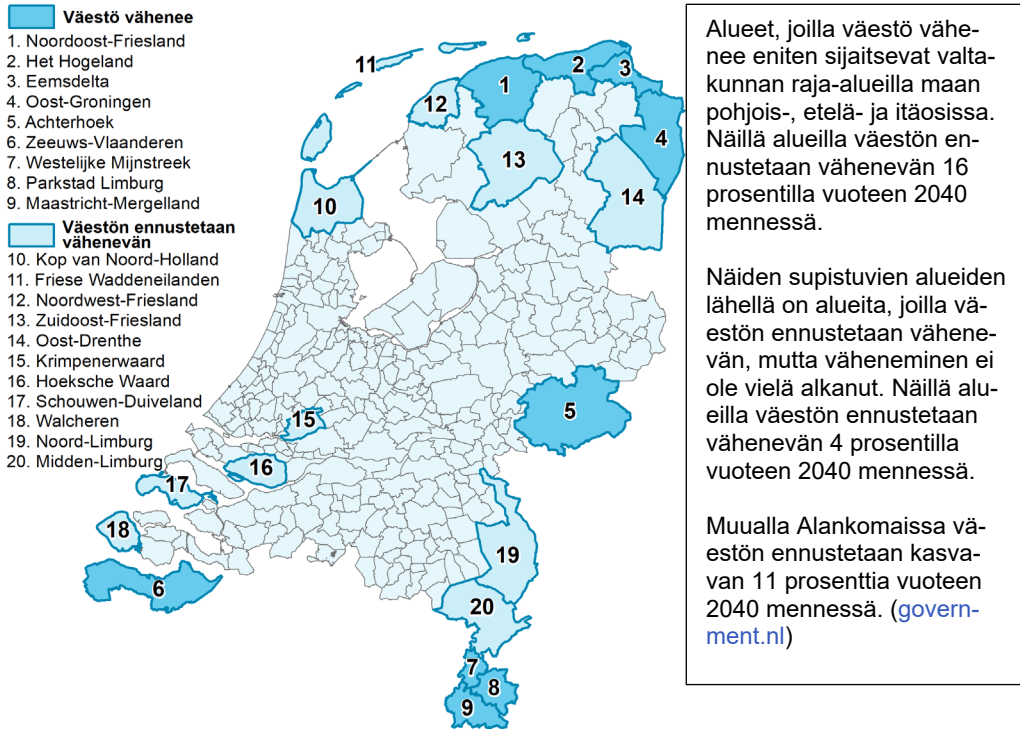 Väestö vähenee
1. Noordoost-Friesland
2. Het Hogeland
3. Eemsdelta
4. Oost-Groningen
5. Achterhoek
6. Zeeuws-Vlaanderen
7. Westelijke Mijnstreek
8. Parkstad Limburg
9. Maastricht-Mergelland
Väestön ennustetaan
vähenevän
10. Kop van Noord-Holland
11. Friese Waddeneilanden
12. Noordwest-Friesland
13. Zuidoost-Friesland
14. Oost-Drenthe
15. Krimpenerwaard
16. Hoeksche Waard
17. Schouwen-Duiveland
18. Walcheren
19. Noord-Limburg
20. Midden-Limburg
11
12
1
2
3
4
13
14
10
5
15
16
17
18
6
19
20
7
8
9
Alueet, joilla väestö vähe-
nee eniten sijaitsevat valta-
kunnan raja-alueilla maan
pohjois-, etelä- ja itäosissa.
Näillä alueilla väestön en-
nustetaan vähenevän 16
prosentilla vuoteen 2040
mennessä.
Näiden supistuvien alueiden
lähellä on alueita, joilla vä-
estön ennustetaan vähene-
vän, mutta väheneminen ei
ole vielä alkanut. Näillä alu-
eilla väestön ennustetaan
vähenevän 4 prosentilla
vuoteen 2040 mennessä.
Muualla Alankomaissa vä-
estön ennustetaan kasva-
van 11 prosenttia vuoteen
2040 mennessä. (govern-
ment.nl)